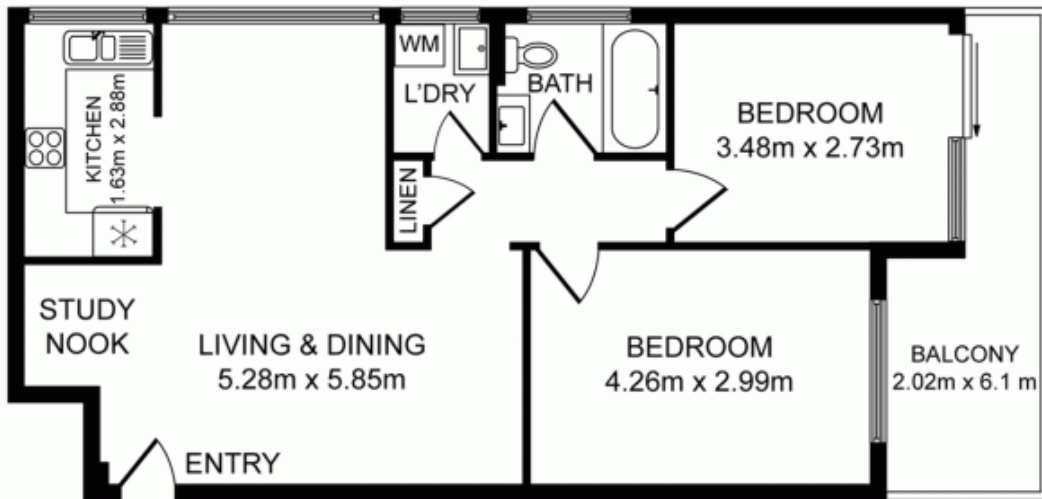 KITCHEN
1.63m x 2.88m
WM
L'DRY
BATH
BEDROOM
3.48m x 2.73m
LINEN
STUDY
NOOK
LIVING & DINING
5.28m x 5.85m
BEDROOM
4.26m x 2.99m
BALCONY
2.02m x 6.1 m
ENTRY